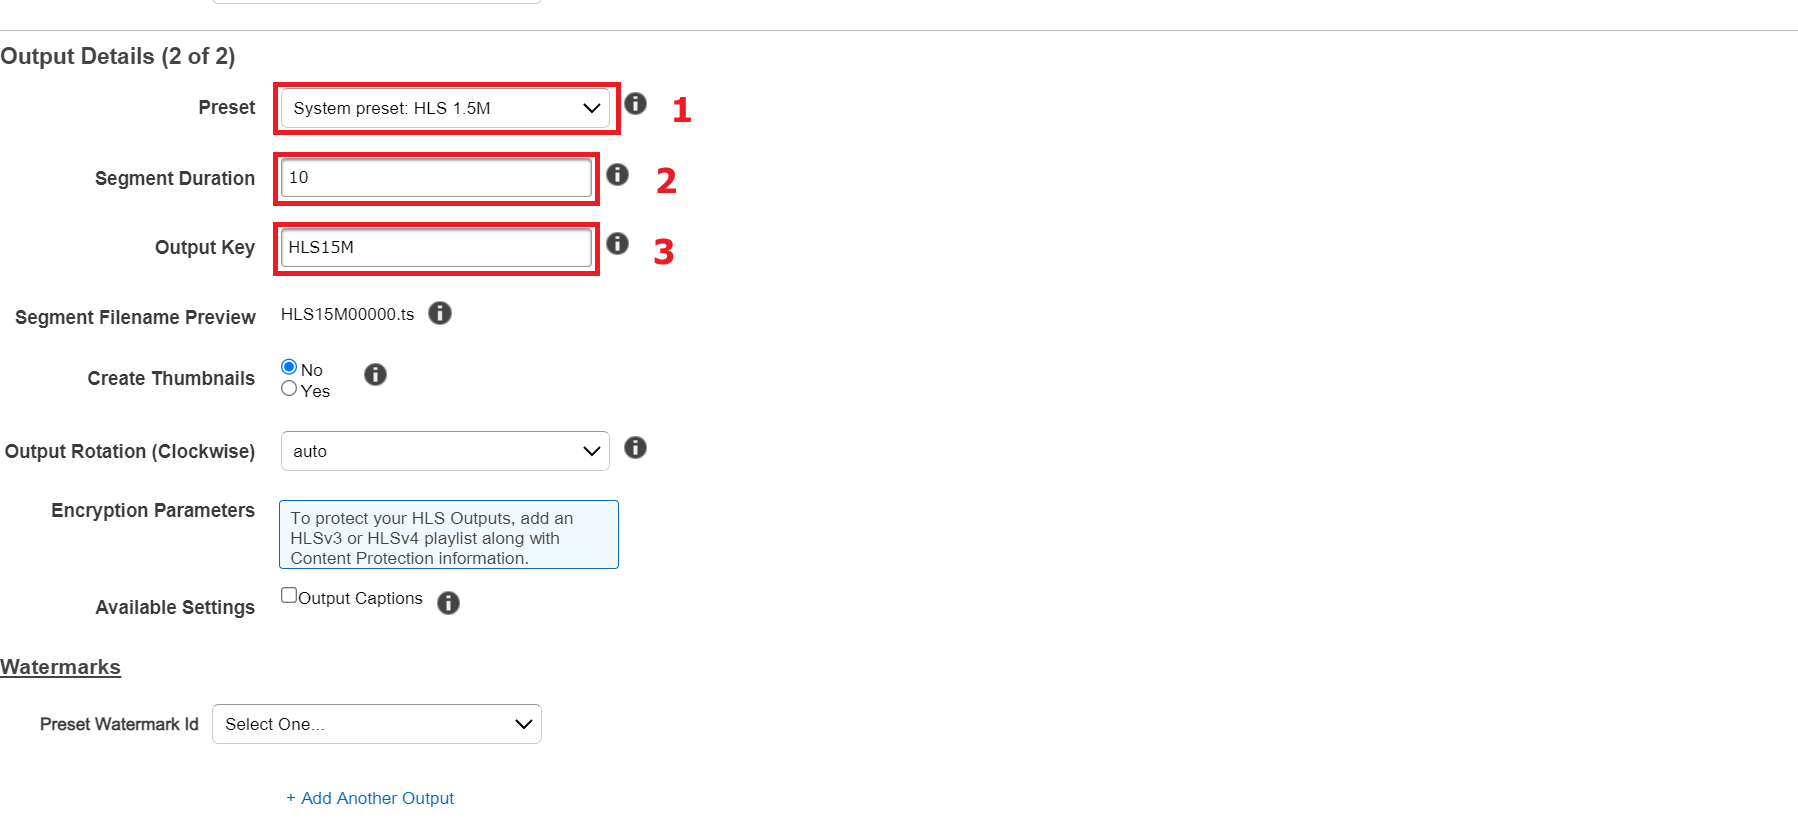 Output Details (2 of 2)
Preset System preset: HLS 1.5M 1
Segment Duration 10 2
Output Key HLS15M 3
Segment Filename Preview HLS15M00000.ts
Create Thumbnails No
Yes
Output Rotation (Clockwise) auto
Encryption Parameters To protect your HLS Outputs, add an
HLSv3 or HLSv4 playlist along with
Content Protection information.
Available Settings Output Captions
Watermarks
Preset Watermark Id Select One...
+ Add Another Output